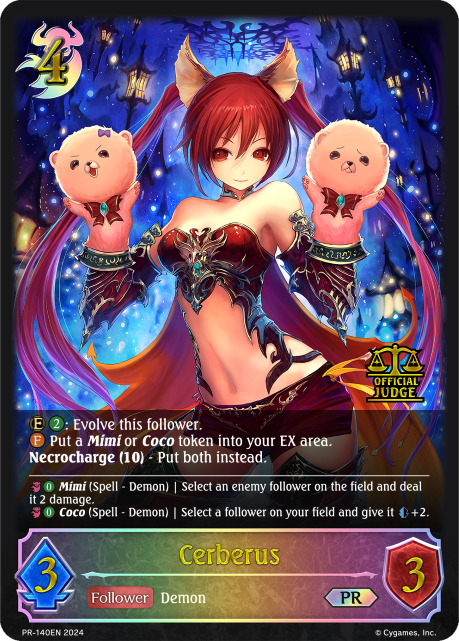 4
OFFICIAL
JUDGE
E 2: Evolve this follower.
F Put a Mimi or Coco token into your EX area.
Necrocharge (10) - Put both instead.
0 Mimi (Spell - Demon) | Select an enemy follower on the field and deal
it 2 damage.
0 Coco (Spell - Demon) | Select a follower on your field and give it +2.
Cerberus
3
Follower Demon
PR
3
PR-140EN 2024
© Cygames, Inc.